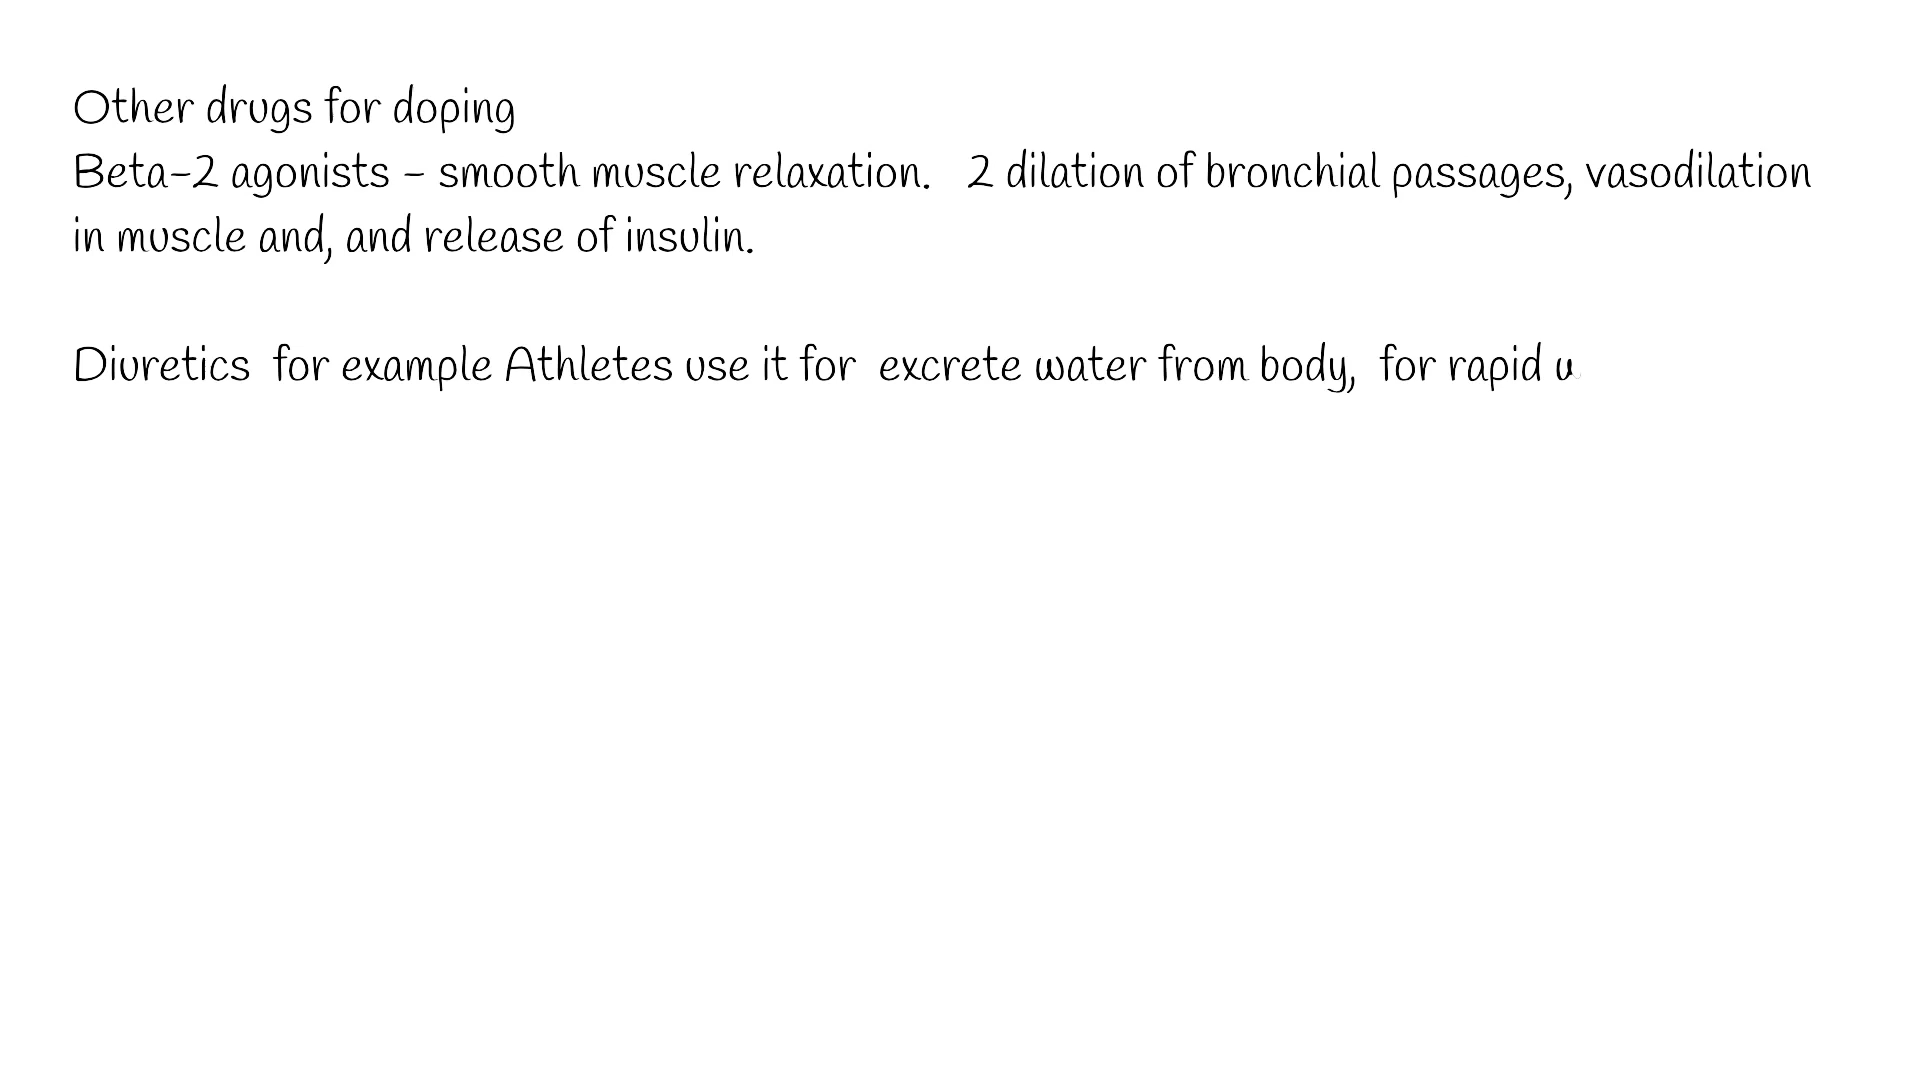 Other drugs for doping
Beta-2 agonists - smooth muscle relaxation. 2 dilation of bronchial passages, vasodilation
in muscle and, and release of insulin.
Diuretics for example Athletes use it for excrete water from body, for rapid